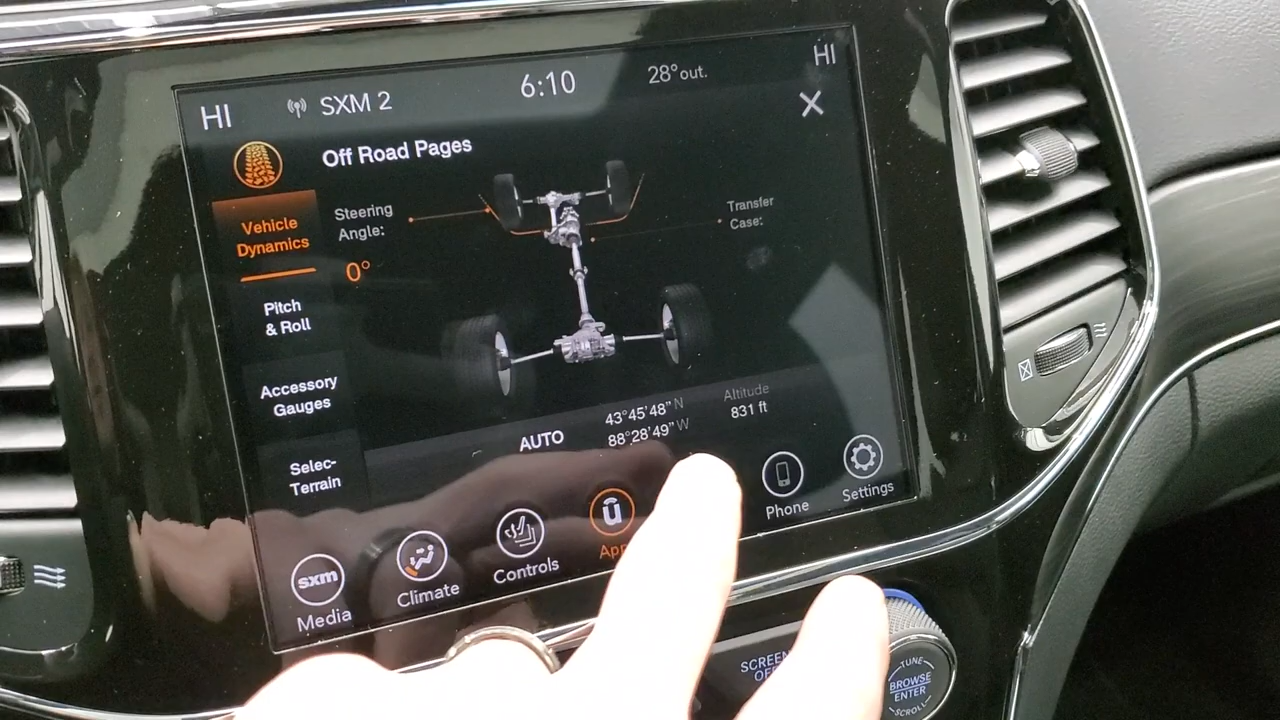 HI
SXM 2
6:10
28°out.
HI
Off Road Pages
Vehicle
Dynamics
Steering
Angle:
0°
Transfer
Case:
Pitch
& Roll
Accessory
Gauges
Selec-
Terrain
AUTO
43°45'48" N
88°28'49" W
Altitude
831 ft
sxm
Media
Climate
Controls
App
Phone
Settings
SCREEN
OFF
TUNE
BROWSE
ENTER
SCROLL